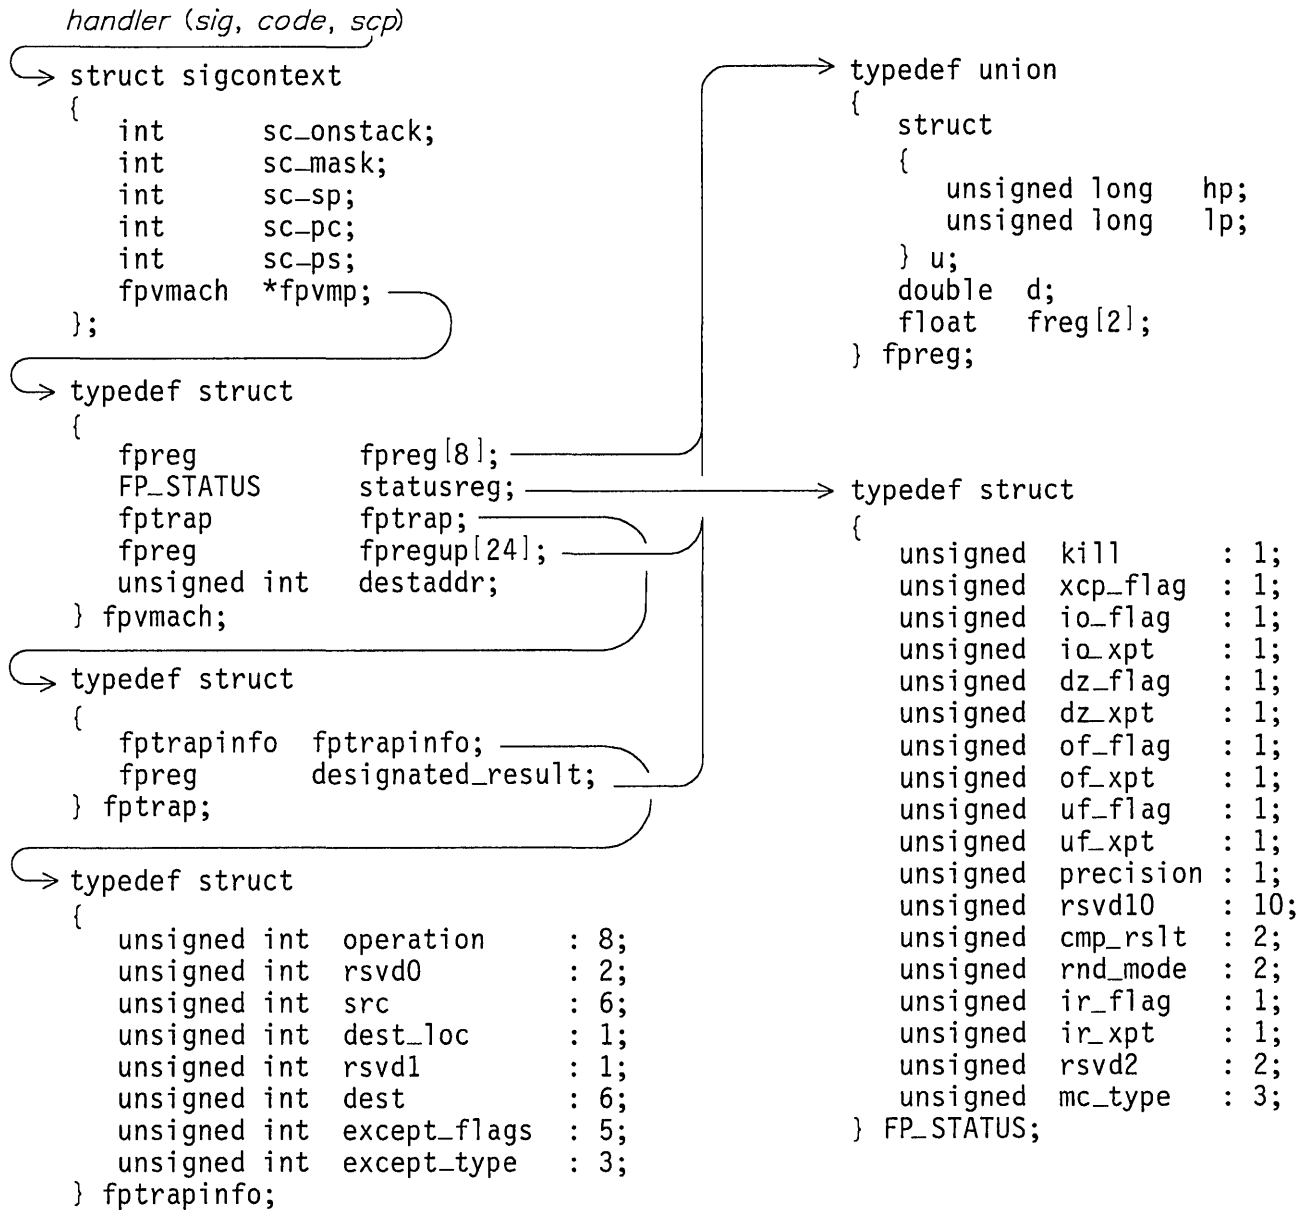 handler (sig, code, scp)
struct sigcontext
{
int sc_onstack;
int sc_mask;
int sc_sp;
int sc_pc;
int sc_ps;
fpvmach *fpvmp;
};
typedef struct
{
fpreg fpreg[8];
FP_STATUS statusreg;
fptrap fptrap;
fpreg fpregup[24];
unsigned int destaddr;
} fpvmach;
typedef struct
{
fptrapinfo fptrapinfo;
fpreg designated_result;
} fptrap;
typedef struct
{
unsigned int operation : 8;
unsigned int rsvd0 : 2;
unsigned int src : 6;
unsigned int dest_loc : 1;
unsigned int rsvd1 : 1;
unsigned int dest : 6;
unsigned int except_flags : 5;
unsigned int except_type : 3;
} fptrapinfo;
typedef union
{
struct
{
unsigned long hp;
unsigned long lp;
} u;
double d;
float freg[2];
} fpreg;
typedef struct
{
unsigned kill : 1;
unsigned xcp_flag : 1;
unsigned io_flag : 1;
unsigned io_xpt : 1;
unsigned dz_flag : 1;
unsigned dz_xpt : 1;
unsigned of_flag : 1;
unsigned of_xpt : 1;
unsigned uf_flag : 1;
unsigned uf_xpt : 1;
unsigned precision : 1;
unsigned rsvd10 : 10;
unsigned cmp_rslt : 2;
unsigned rnd_mode : 2;
unsigned ir_flag : 1;
unsigned ir_xpt : 1;
unsigned rsvd2 : 2;
unsigned mc_type : 3;
} FP_STATUS;